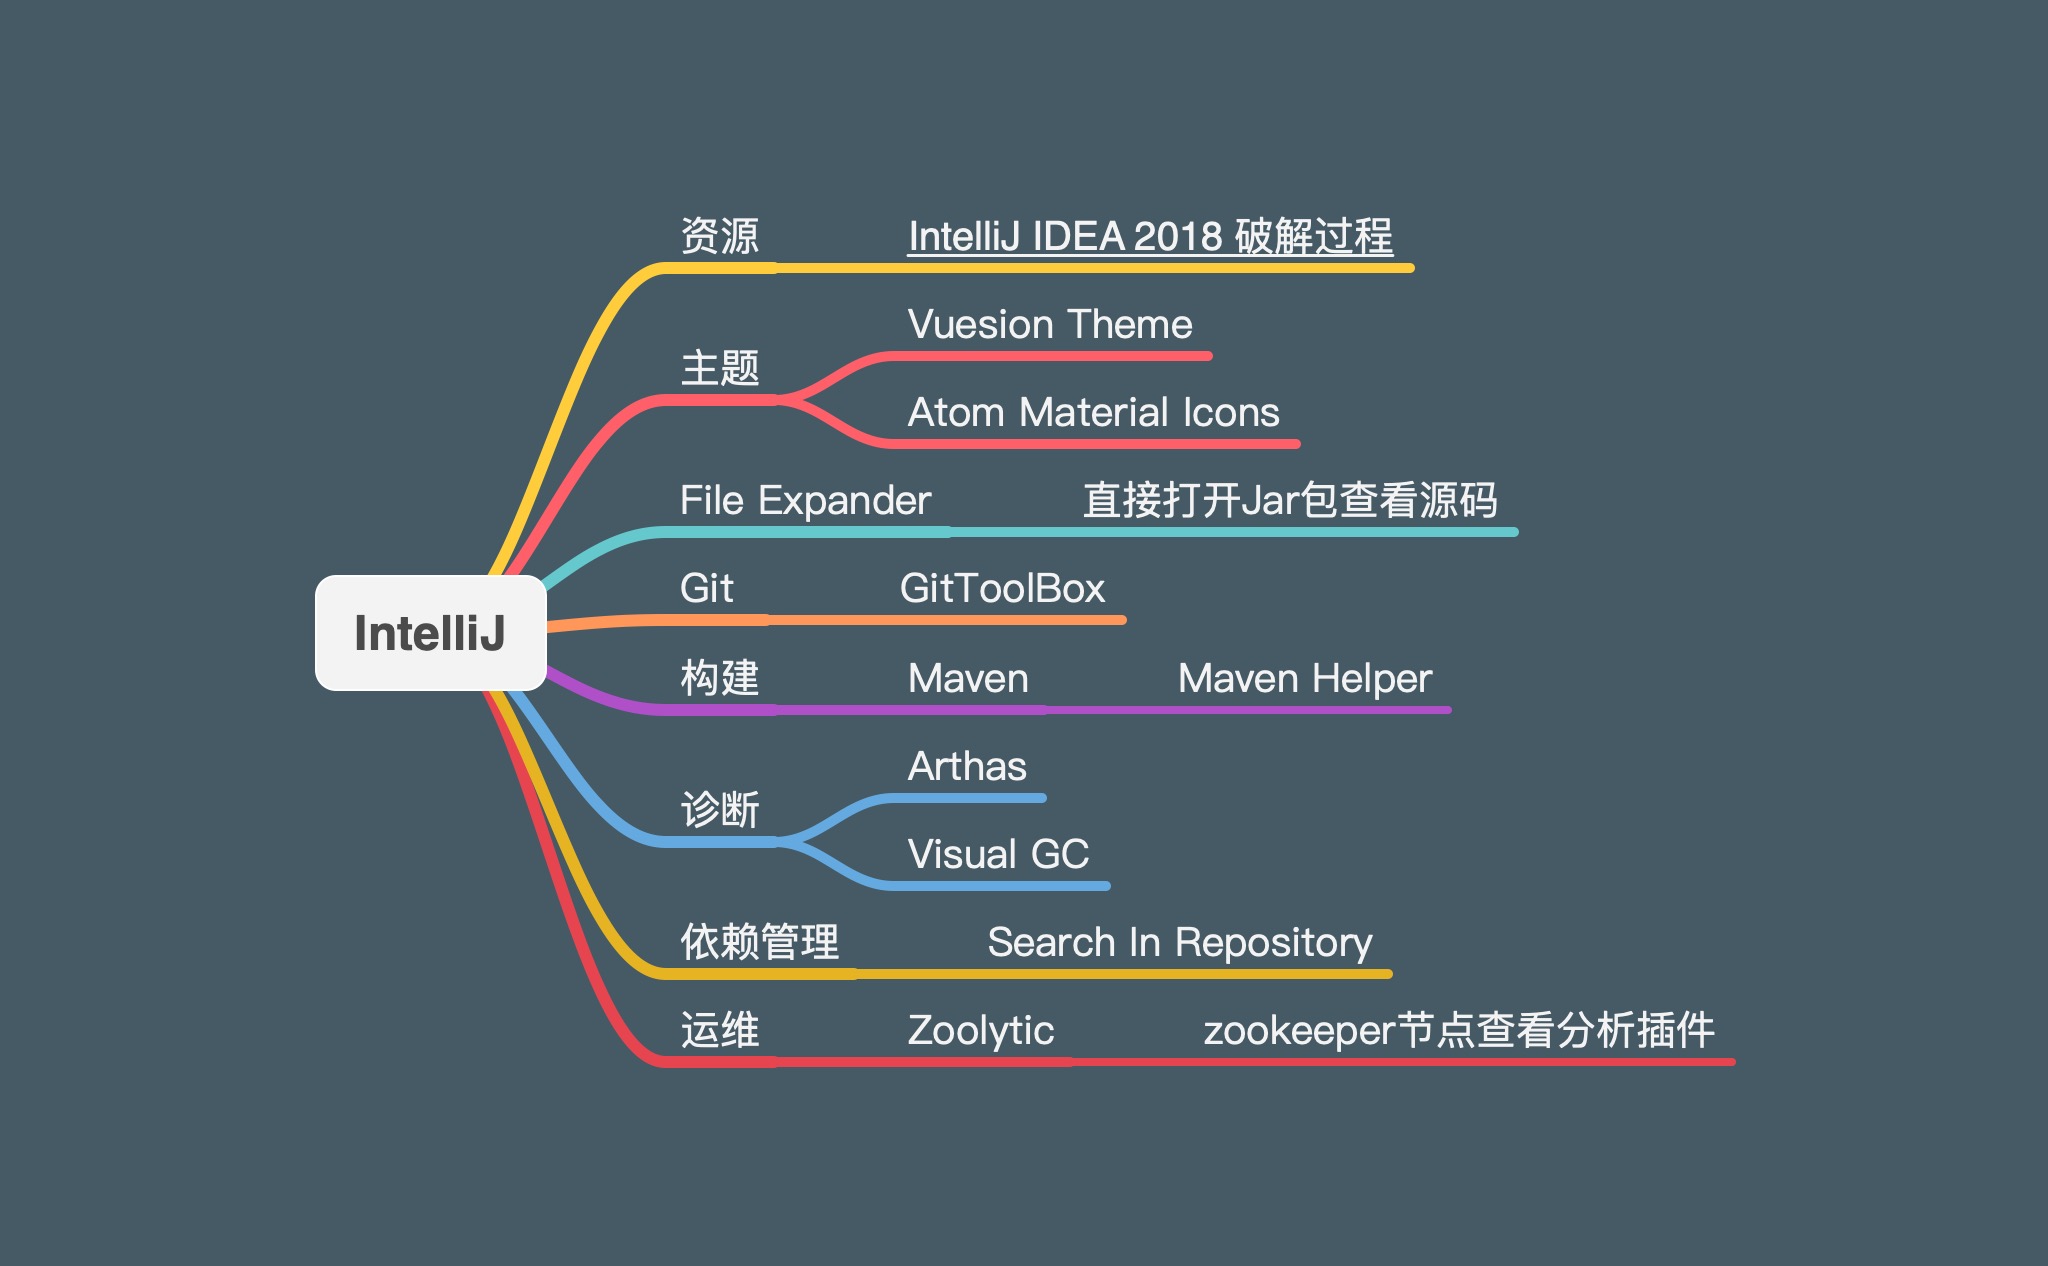 资源
IntelliJ IDEA 2018 破解过程
主题
Vuesion Theme
Atom Material Icons
File Expander
直接打开Jar包查看源码
Git
GitToolBox
IntelliJ
构建
Maven
Maven Helper
诊断
Arthas
Visual GC
依赖管理
Search In Repository
运维
Zoolytic
zookeeper节点查看分析插件